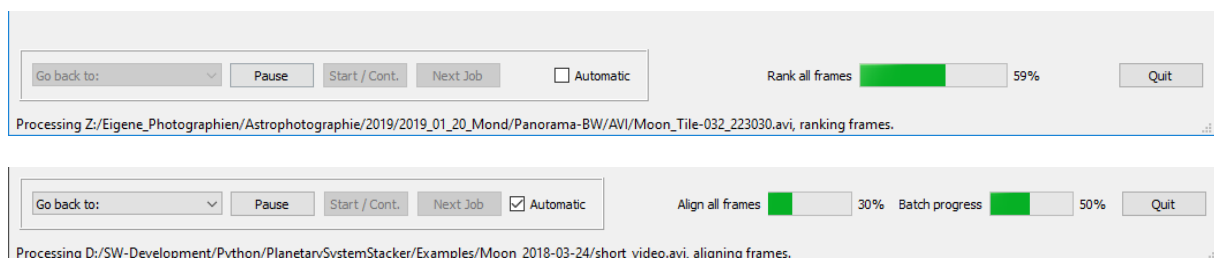 Go back to: Pause Start / Cont. Next Job Automatic Rank all frames 59% Quit
Processing Z:/Eigene_Photographien/Astrophotographie/2019/2019_01_20_Mond/Panorama-BW/AVI/Moon_Tile-032_223030.avi, ranking frames.
Go back to: Pause Start / Cont. Next Job Automatic Align all frames 30% Batch progress 50% Quit
Processing D:/SW-Development/Python/PlanetarySystemStacker/Examples/Moon_2018-03-24/short_video.avi, aligning frames.